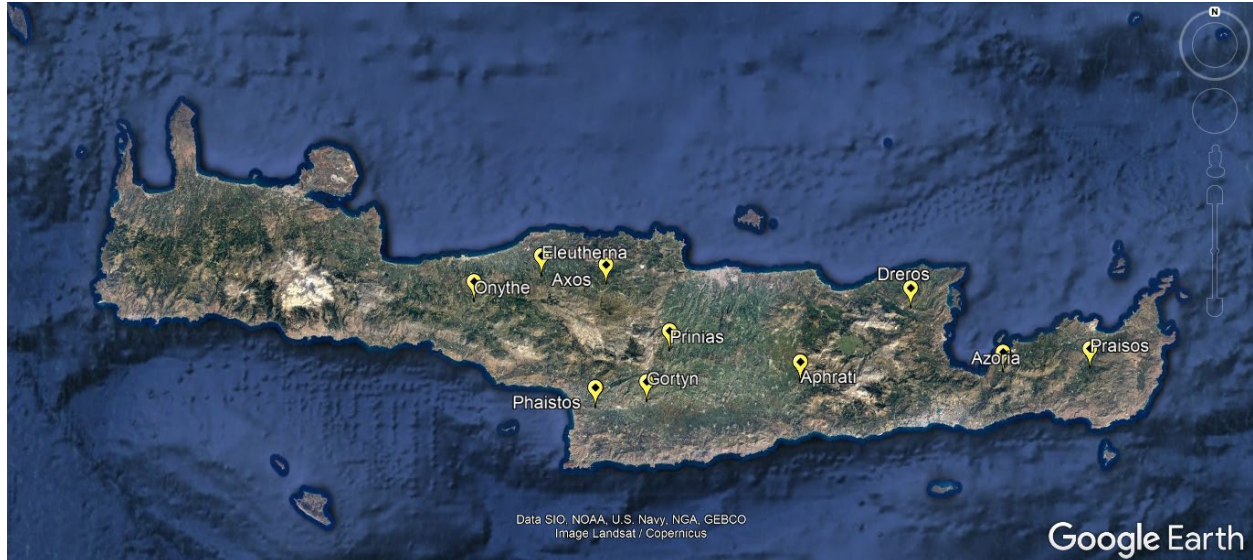 N
Eleutherna
Axos
Onythe
Dreros
Prinias
Praisos
Azoria
Aphrati
Gortyn
Phaistos
Data SIO, NOAA, U.S. Navy, NGA, GEBCO
Image Landsat / Copernicus
Google Earth